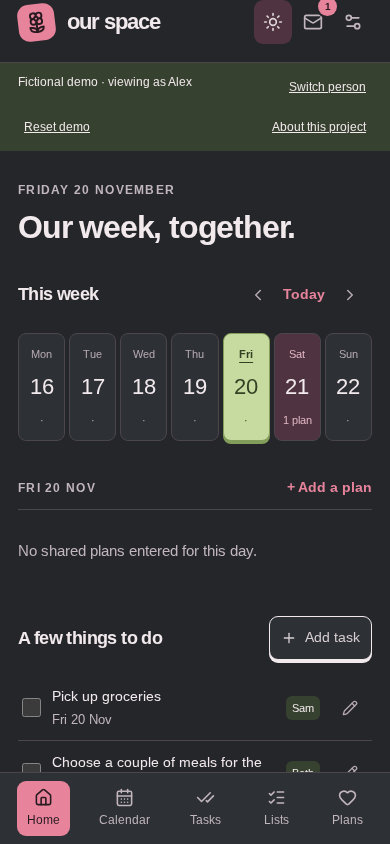 our space
1
Fictional demo · viewing as Alex
Switch person
Reset demo
About this project
FRIDAY 20 NOVEMBER
Our week, together.
This week
Today
Mon
Tue
Wed
Thu
Fri
Sat
Sun
16
17
18
19
20
21
22
1 plan
FRI 20 NOV
+ Add a plan
No shared plans entered for this day.
A few things to do
Add task
Pick up groceries
Sam
Fri 20 Nov
Choose a couple of meals for the
Both
Home
Calendar
Tasks
Lists
Plans